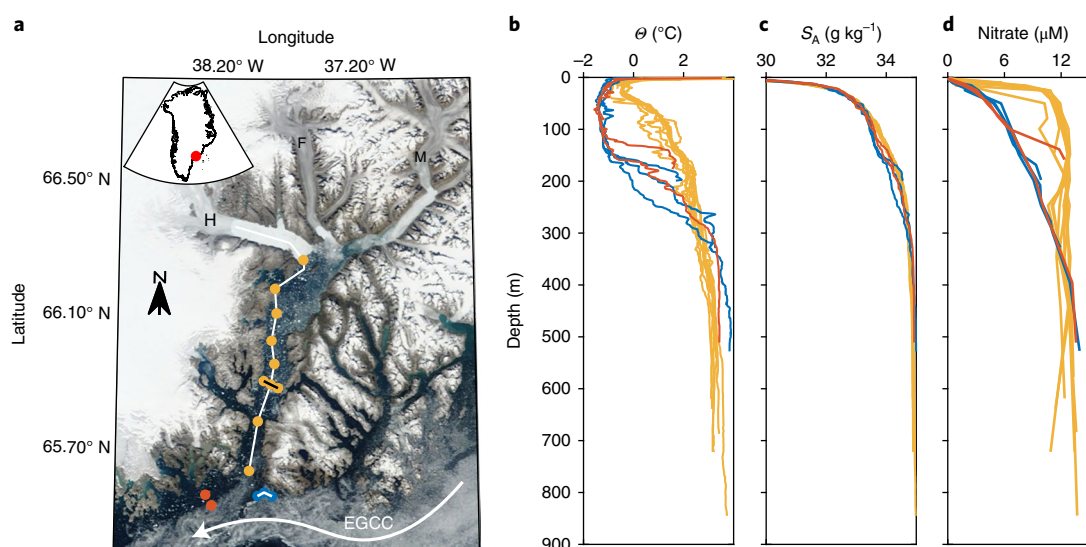 a
Longitude
38.20° W 37.20° W
Latitude
66.50° N
66.10° N
65.70° N
F
M
H
N
EGCC
b
Θ (°C)
–2 0 2
Depth (m)
0
100
200
300
400
500
600
700
800
900
c
S_A (g kg⁻¹)
30 32 34
d
Nitrate (μM)
0 6 12